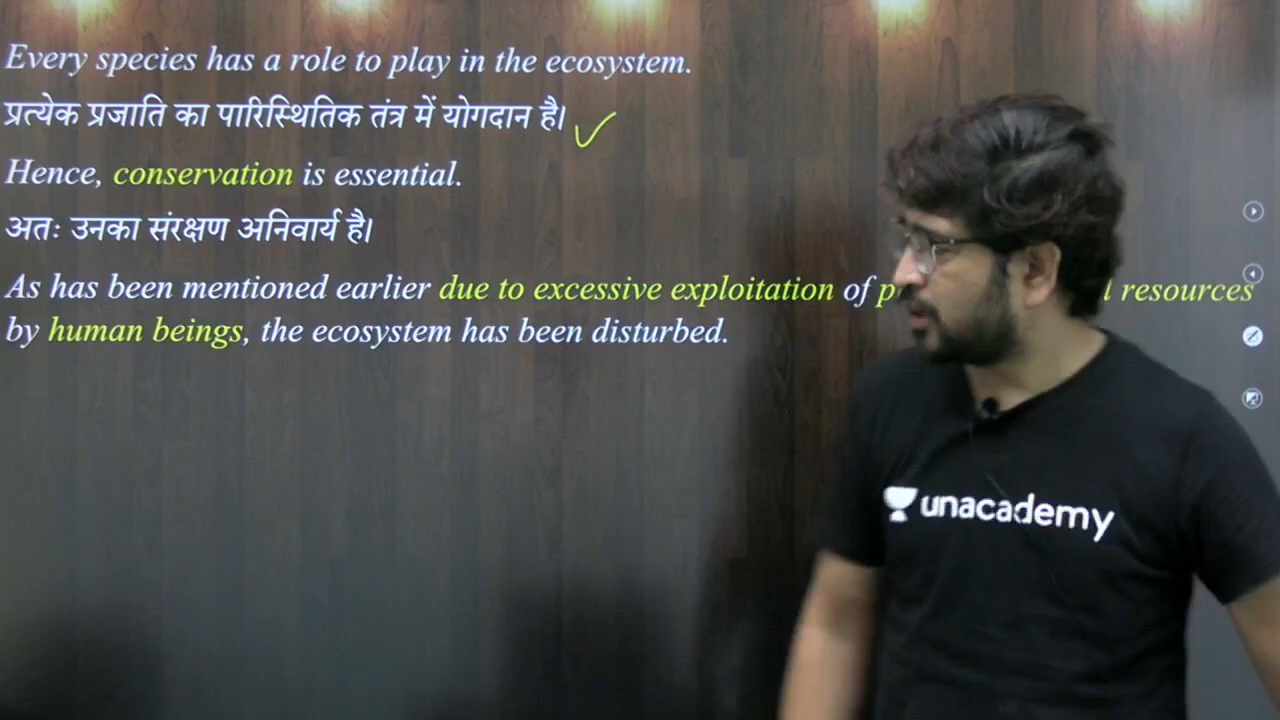 Every species has a role to play in the ecosystem.
प्रत्येक प्रजाति का पारिस्थितिक तंत्र में योगदान है।
Hence, conservation is essential.
अतः उनका संरक्षण अनिवार्य है।
As has been mentioned earlier due to excessive exploitation of resources
by human beings, the ecosystem has been disturbed.
unacademy